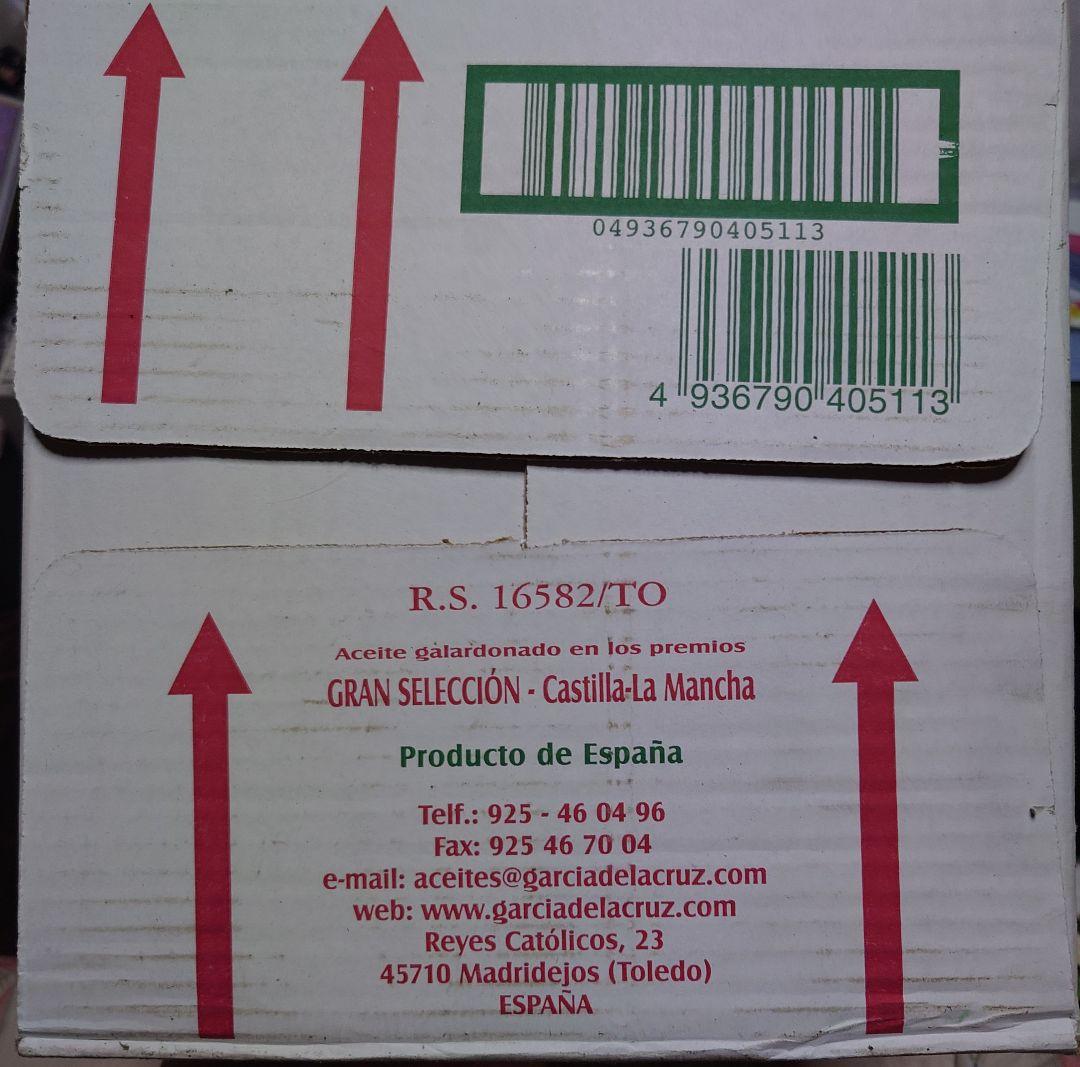 04936790405113
4 936790 405113
R.S. 16582/TO
Aceite galardonado en los premios
GRAN SELECCIÓN - Castilla-La Mancha
Producto de España
Telf.: 925 - 46 04 96
Fax: 925 46 70 04
e-mail: aceites@garciadelacruz.com
web: www.garciadelacruz.com
Reyes Católicos, 23
45710 Madridejos (Toledo)
ESPAÑA